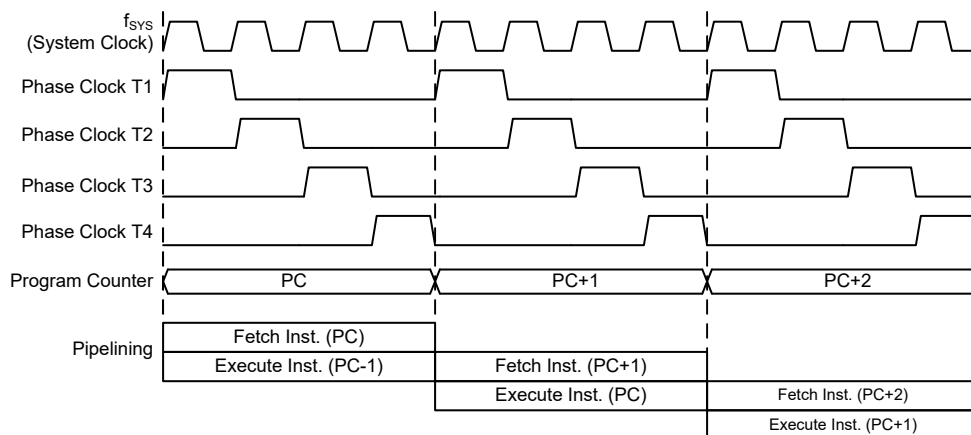 fSYS
(System Clock)
Phase Clock T1
Phase Clock T2
Phase Clock T3
Phase Clock T4
Program Counter PC PC+1 PC+2
Pipelining
Fetch Inst. (PC)
Execute Inst. (PC-1) Fetch Inst. (PC+1)
Execute Inst. (PC) Fetch Inst. (PC+2)
Execute Inst. (PC+1)